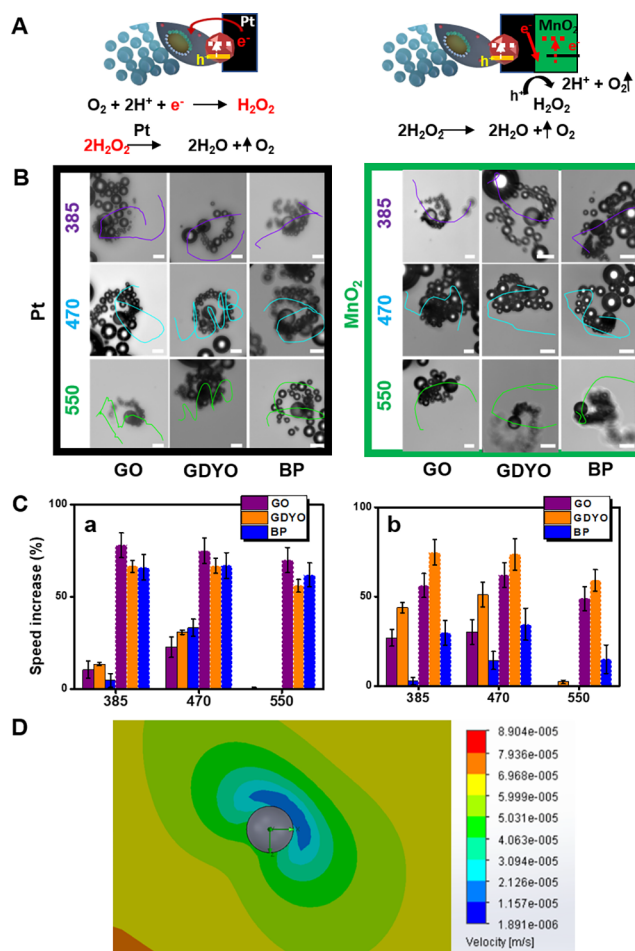 A
Pt
e-
h+
O2 + 2H+ + e- → H2O2
Pt
2H2O2 → 2H2O + ↑ O2
MnO2
e-
e-
h+
h+
2H+ + O2↑
H2O2
2H2O2 → 2H2O + ↑ O2
B
Pt
385
470
550
GO GDYO BP
MnO2
385
470
550
GO GDYO BP
C
Speed increase (%)
100
50
0
a
GO
GDYO
BP
385 470 550
100
50
0
b
GO
GDYO
BP
385 470 550
D
8.904e-005
7.936e-005
6.968e-005
5.999e-005
5.031e-005
4.063e-005
3.094e-005
2.126e-005
1.157e-005
1.891e-006
Velocity [m/s]